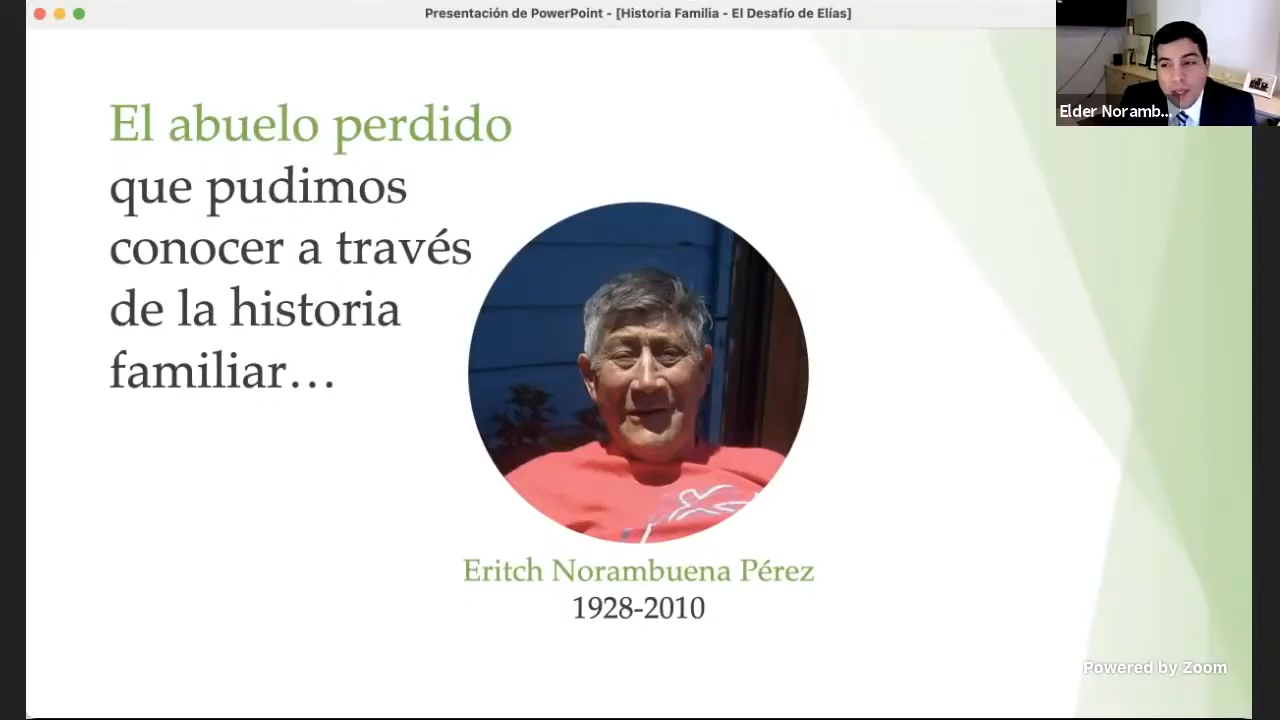 Presentación de PowerPoint - [Historia Familia - El Desafío de Elías]
El abuelo perdido
que pudimos
conocer a través
de la historia
familiar…
Eritch Norambuena Pérez
1928-2010
Elder Noramb...
Powered by Zoom